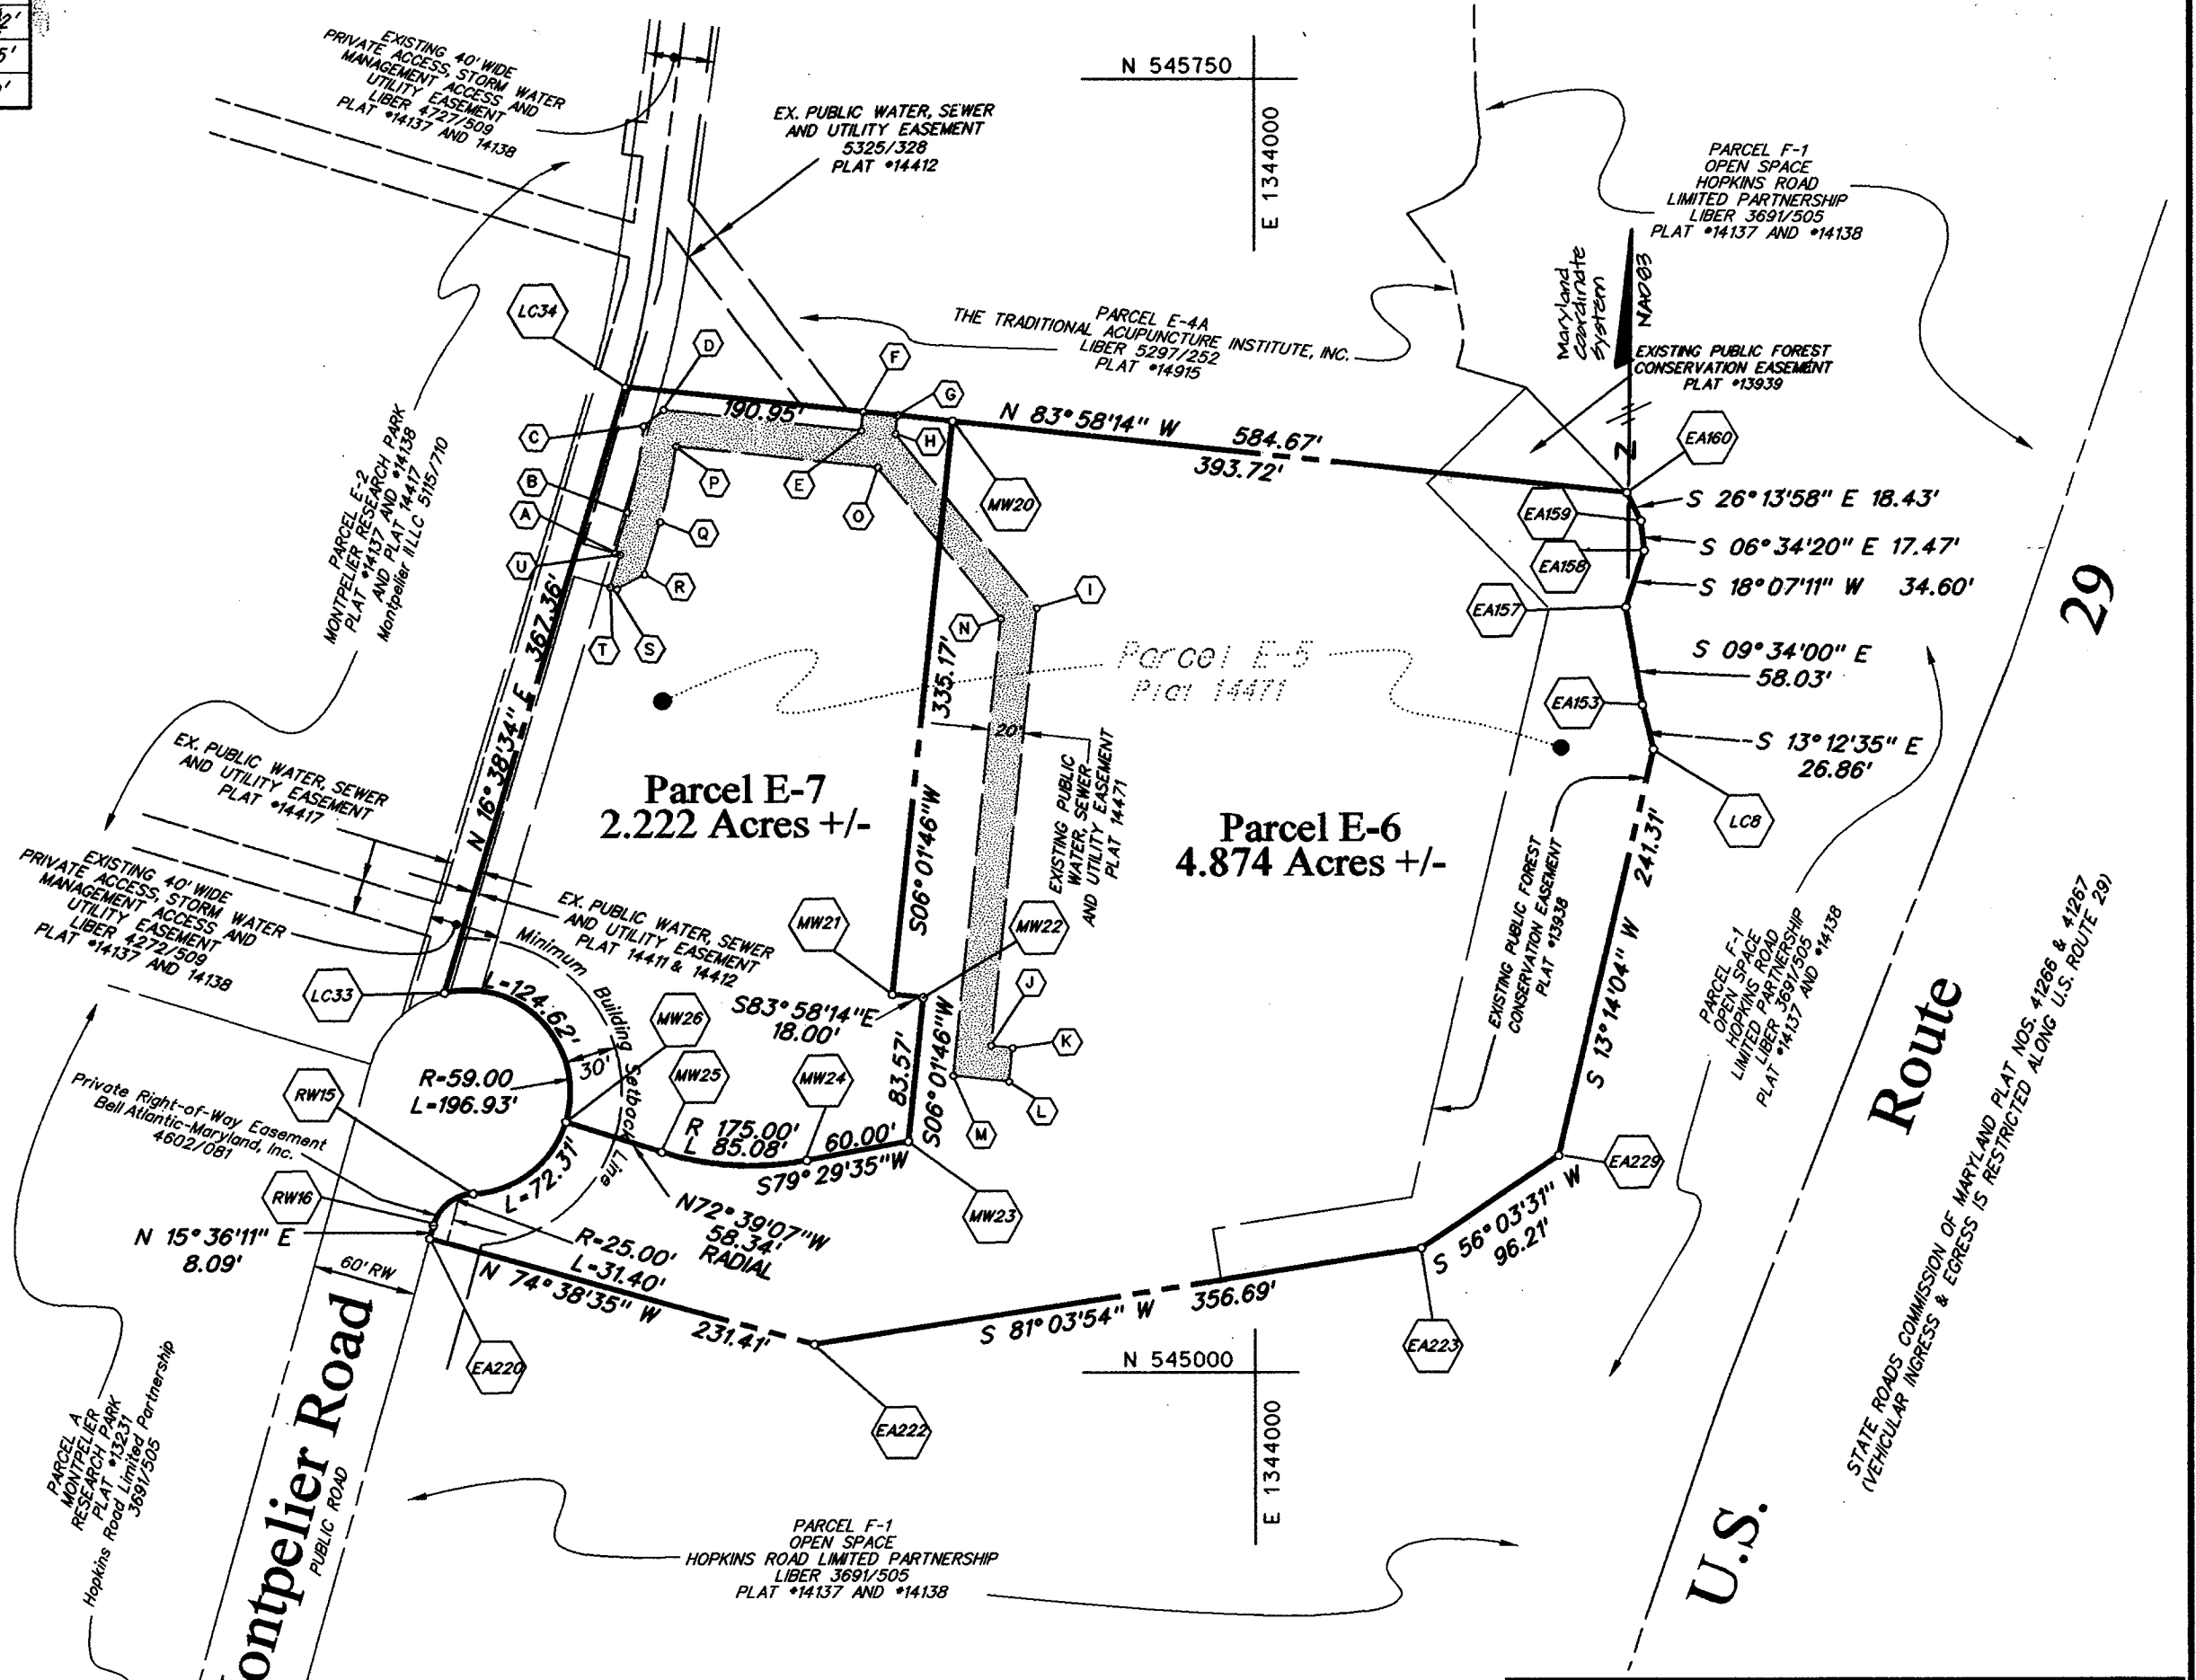 2'
5'
EXISTING 40' WIDE
PRIVATE ACCESS, STORM WATER
MANAGEMENT ACCESS AND
UTILITY EASEMENT
LIBER 4727/509
PLAT #14137 AND 14138
EX. PUBLIC WATER, SEWER
AND UTILITY EASEMENT
5325/328
PLAT #14412
N 545750
E 1344000
PARCEL F-1
OPEN SPACE
HOPKINS ROAD
LIMITED PARTNERSHIP
LIBER 3691/505
PLAT #14137 AND #14138
Maryland
Coordinate
System
NAD83
N
PARCEL E-4A
THE TRADITIONAL ACUPUNCTURE INSTITUTE, INC.
LIBER 5297/252
PLAT #14915
EXISTING PUBLIC FOREST
CONSERVATION EASEMENT
PLAT #13939
LC34
D
F
G
C
H
190.95'
N 83°58'14" W
584.67'
393.72'
EA160
B
P
E
O
MW20
A
Q
U
R
T
S
N
I
EA159
EA158
EA157
S 26°13'58" E 18.43'
S 06°34'20" E 17.47'
S 18°07'11" W 34.60'
S 09°34'00" E
58.03'
EA153
S 13°12'35" E
26.86'
LC8
PARCEL E-2
MONTPELIER RESEARCH PARK
PLAT #14137 AND #14138
AND PLAT 14417
Montpelier II LLC 5115/710
N 16°38'34" E 367.36'
Parcel E-5
Plat 14471
335.17'
S06°01'46"W
20'
EXISTING PUBLIC
WATER, SEWER
AND UTILITY EASEMENT
PLAT 14471
Parcel E-7
2.222 Acres +/-
Parcel E-6
4.874 Acres +/-
EXISTING PUBLIC FOREST
CONSERVATION EASEMENT
PLAT #13938
S 13°14'04" W 241.31'
29
Route
U.S.
EX. PUBLIC WATER, SEWER
AND UTILITY EASEMENT
PLAT #14417
EXISTING 40' WIDE
PRIVATE ACCESS, STORM WATER
MANAGEMENT ACCESS AND
UTILITY EASEMENT
LIBER 4272/509
PLAT #14137 AND 14138
EX. PUBLIC WATER, SEWER
AND UTILITY EASEMENT
PLAT 14411 & 14412
Minimum Building Setback Line
30'
LC33
L=124.62'
MW26
MW25
MW24
MW21
MW22
S83°58'14"E
18.00'
83.57'
S06°01'46"W
J
K
L
M
R=59.00
L=196.93'
RW15
L=72.31'
R 175.00'
L 85.08'
60.00'
S79°29'35"W
MW23
N72°39'07"W
58.34'
RADIAL
Private Right-of-Way Easement
Bell Atlantic-Maryland, Inc.
4602/081
RW16
N 15°36'11" E
8.09'
R=25.00'
L=31.40'
60' RW
N 74°38'35" W
231.41'
EA220
EA222
S 81°03'54" W 356.69'
EA223
S 56°03'31" W
96.21'
EA229
PARCEL F-1
OPEN SPACE
HOPKINS ROAD
LIMITED PARTNERSHIP
LIBER 3691/505
PLAT #14137 AND #14138
STATE ROADS COMMISSION OF MARYLAND PLAT NOS. 41266 & 41267
(VEHICULAR INGRESS & EGRESS IS RESTRICTED ALONG U.S. ROUTE 29)
N 545000
E 1344000
ontpelier Road
PUBLIC ROAD
PARCEL A
MONTPELIER
RESEARCH PARK
PLAT #13231
Hopkins Road Limited Partnership
3691/505
PARCEL F-1
OPEN SPACE
HOPKINS ROAD LIMITED PARTNERSHIP
LIBER 3691/505
PLAT #14137 AND #14138